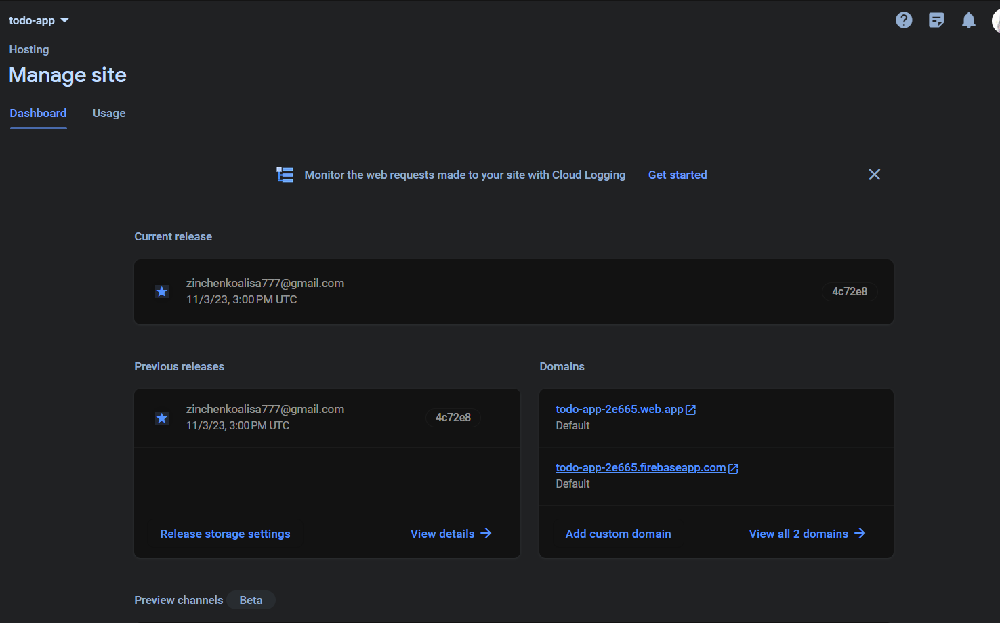 todo-app
Hosting
Manage site
Dashboard Usage
Monitor the web requests made to your site with Cloud Logging Get started
Current release
zinchenkoalisa777@gmail.com
11/3/23, 3:00 PM UTC
4c72e8
Previous releases
zinchenkoalisa777@gmail.com
11/3/23, 3:00 PM UTC
4c72e8
Release storage settings View details
Domains
todo-app-2e665.web.app
Default
todo-app-2e665.firebaseapp.com
Default
Add custom domain View all 2 domains
Preview channels Beta